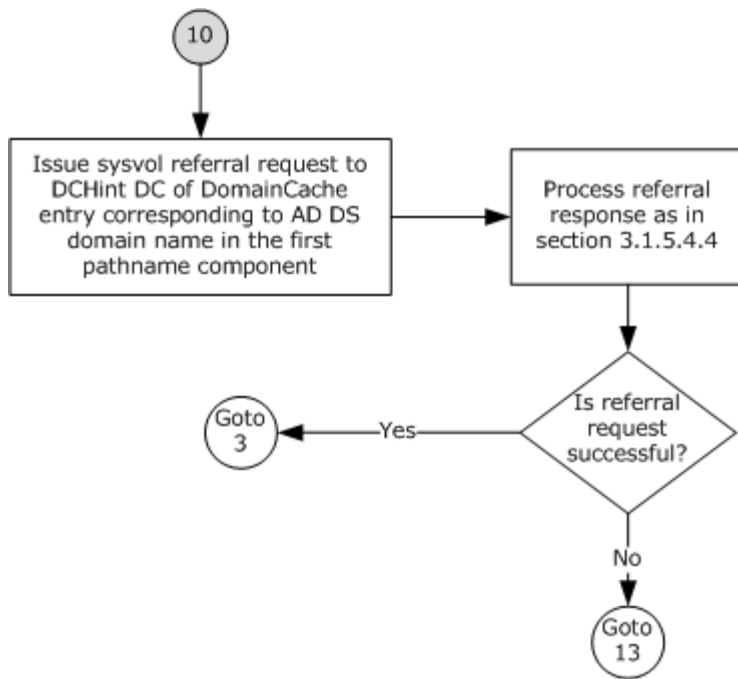 10
Issue sysvol referral request to
DCHint DC of DomainCache
entry corresponding to AD DS
domain name in the first
pathname component
Process referral
response as in
section 3.1.5.4.4
Is referral
request
successful?
Yes
Goto
3
No
Goto
13